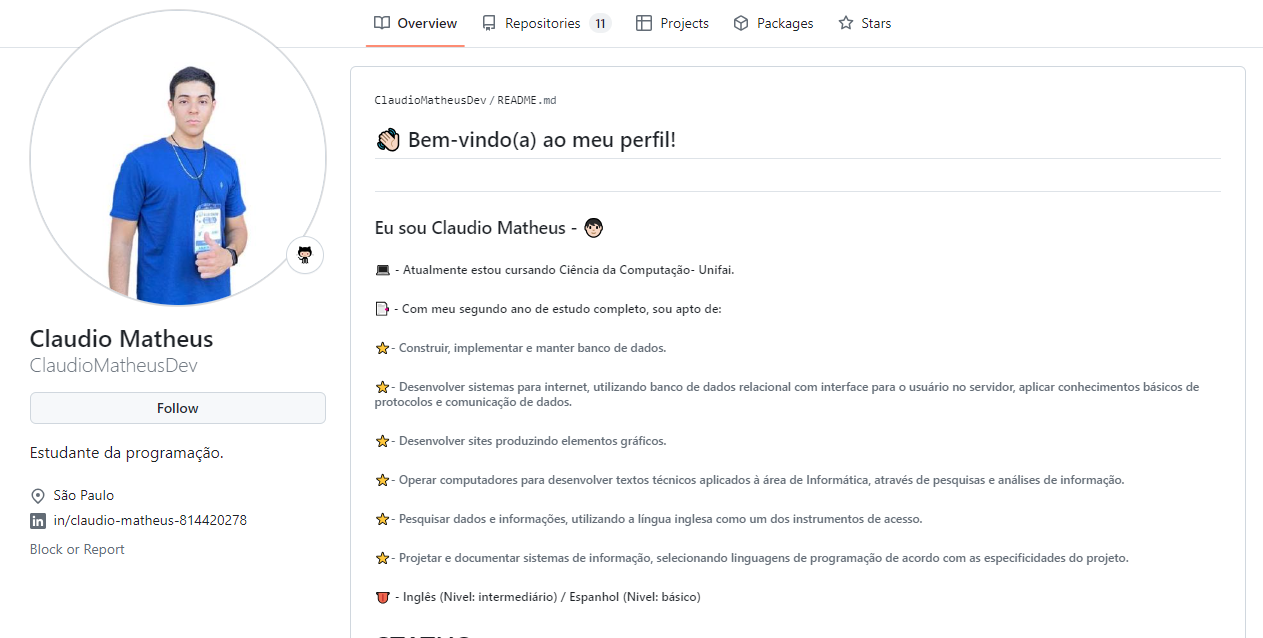 Overview Repositories 11 Projects Packages Stars
Claudio Matheus
ClaudioMatheusDev
Follow
Estudante da programação.
São Paulo
in/claudio-matheus-814420278
Block or Report
ClaudioMatheusDev/README.md
Bem-vindo(a) ao meu perfil!
Eu sou Claudio Matheus -
- Atualmente estou cursando Ciência da Computação- Unifai.
- Com meu segundo ano de estudo completo, sou apto de:
- Construir, implementar e manter banco de dados.
- Desenvolver sistemas para internet, utilizando banco de dados relacional com interface para o usuário no servidor, aplicar conhecimentos básicos de
protocolos e comunicação de dados.
- Desenvolver sites produzindo elementos gráficos.
- Operar computadores para desenvolver textos técnicos aplicados à área de Informática, através de pesquisas e análises de informação.
- Pesquisar dados e informações, utilizando a língua inglesa como um dos instrumentos de acesso.
- Projetar e documentar sistemas de informação, selecionando linguagens de programação de acordo com as especificidades do projeto.
- Inglês (Nivel: intermediário) / Espanhol (Nivel: básico)